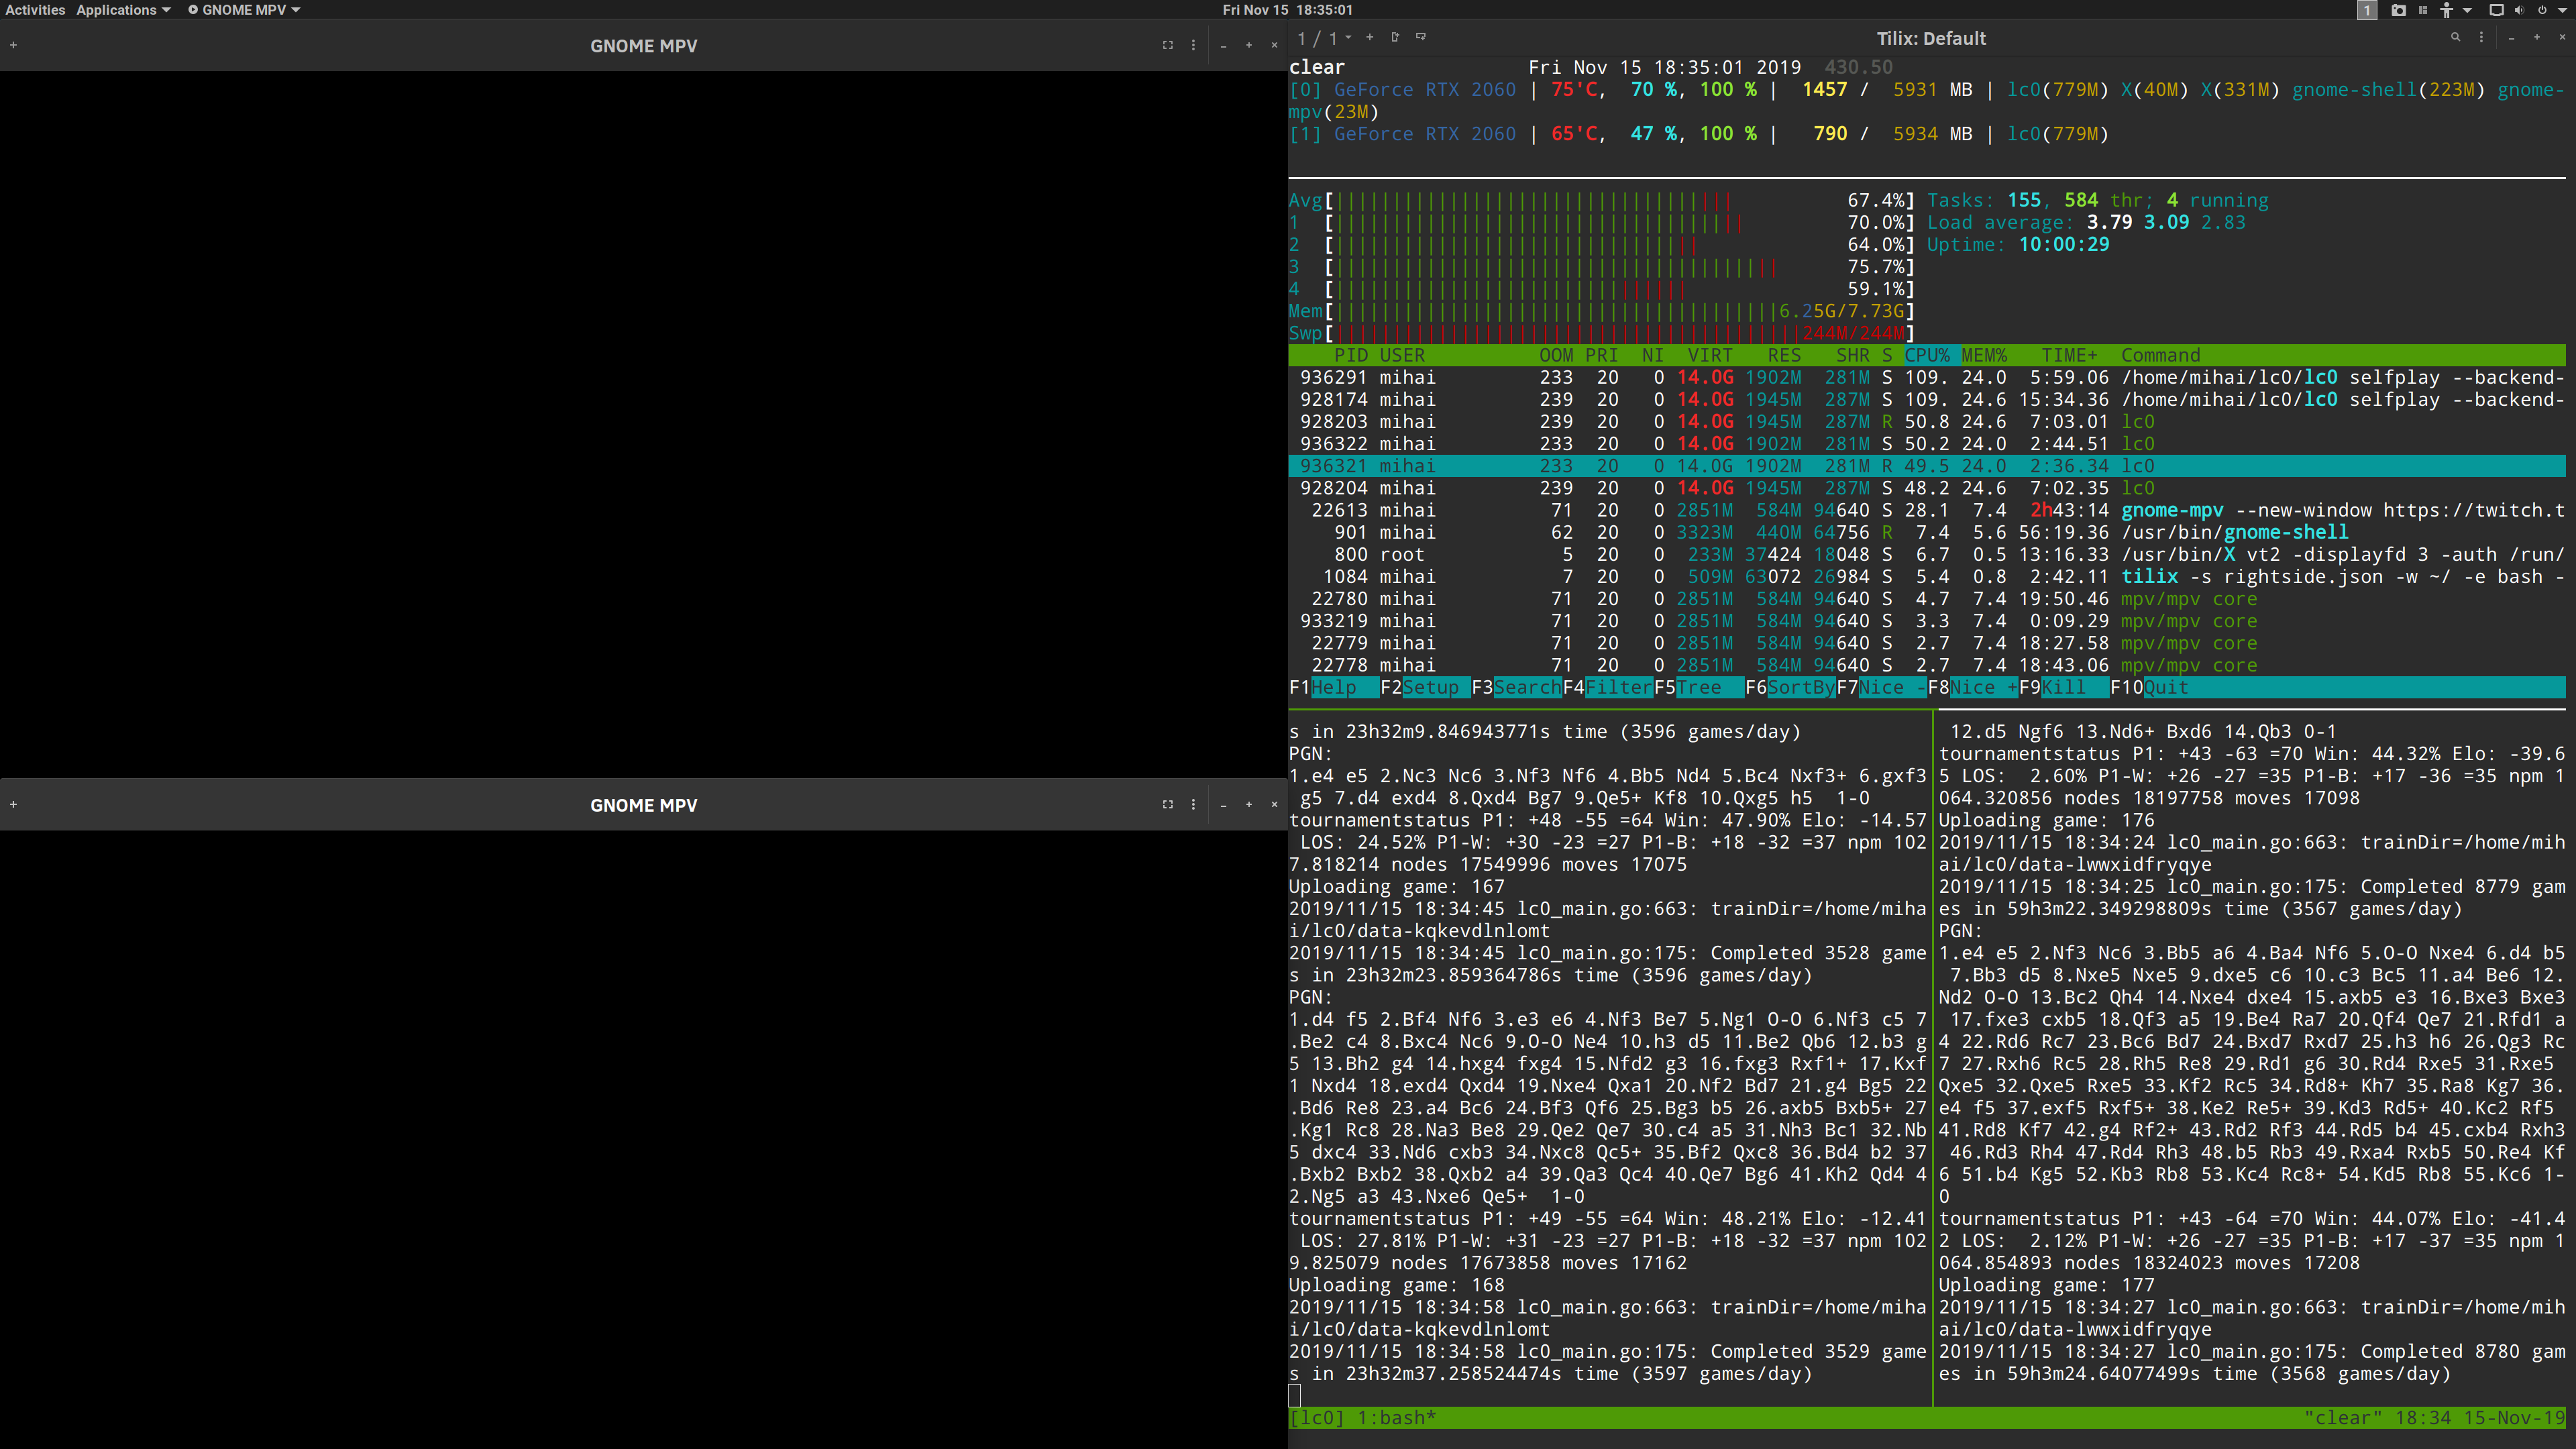 Activities Applications GNOME MPV Fri Nov 15 18:35:01 1
GNOME MPV
GNOME MPV
1 / 1 Tilix: Default
clear Fri Nov 15 18:35:01 2019 430.50
[0] GeForce RTX 2060 | 75'C, 70 %, 100 % | 1457 / 5931 MB | lc0(779M) X(40M) X(331M) gnome-shell(223M) gnome-
mpv(23M)
[1] GeForce RTX 2060 | 65'C, 47 %, 100 % | 790 / 5934 MB | lc0(779M)
Avg[ 67.4%] Tasks: 155, 584 thr; 4 running
1 [ 70.0%] Load average: 3.79 3.09 2.83
2 [ 64.0%] Uptime: 10:00:29
3 [ 75.7%]
4 [ 59.1%]
Mem[ 6.25G/7.73G]
Swp[ 244M/244M]
PID USER OOM PRI NI VIRT RES SHR S CPU% MEM% TIME+ Command
936291 mihai 233 20 0 14.0G 1902M 281M S 109. 24.0 5:59.06 /home/mihai/lc0/lc0 selfplay --backend-
928174 mihai 239 20 0 14.0G 1945M 287M S 109. 24.6 15:34.36 /home/mihai/lc0/lc0 selfplay --backend-
928203 mihai 239 20 0 14.0G 1945M 287M R 50.8 24.6 7:03.01 lc0
936322 mihai 233 20 0 14.0G 1902M 281M S 50.2 24.0 2:44.51 lc0
936321 mihai 233 20 0 14.0G 1902M 281M R 49.5 24.0 2:36.34 lc0
928204 mihai 239 20 0 14.0G 1945M 287M S 48.2 24.6 7:02.35 lc0
22613 mihai 71 20 0 2851M 584M 94640 S 28.1 7.4 2h43:14 gnome-mpv --new-window https://twitch.t
901 mihai 62 20 0 3323M 440M 64756 R 7.4 5.6 56:19.36 /usr/bin/gnome-shell
800 root 5 20 0 233M 37424 18048 S 6.7 0.5 13:16.33 /usr/bin/X vt2 -displayfd 3 -auth /run/
1084 mihai 7 20 0 509M 63072 26984 S 5.4 0.8 2:42.11 tilix -s rightside.json -w ~/ -e bash -
22780 mihai 71 20 0 2851M 584M 94640 S 4.7 7.4 19:50.46 mpv/mpv core
933219 mihai 71 20 0 2851M 584M 94640 S 3.3 7.4 0:09.29 mpv/mpv core
22779 mihai 71 20 0 2851M 584M 94640 S 2.7 7.4 18:27.58 mpv/mpv core
22778 mihai 71 20 0 2851M 584M 94640 S 2.7 7.4 18:43.06 mpv/mpv core
F1Help F2Setup F3SearchF4FilterF5Tree F6SortByF7Nice -F8Nice +F9Kill F10Quit
s in 23h32m9.846943771s time (3596 games/day)
PGN:
1.e4 e5 2.Nc3 Nc6 3.Nf3 Nf6 4.Bb5 Nd4 5.Bc4 Nxf3+ 6.gxf3
g5 7.d4 exd4 8.Qxd4 Bg7 9.Qe5+ Kf8 10.Qxg5 h5 1-0
tournamentstatus P1: +48 -55 =64 Win: 47.90% Elo: -14.57
LOS: 24.52% P1-W: +30 -23 =27 P1-B: +18 -32 =37 npm 102
7.818214 nodes 17549996 moves 17075
Uploading game: 167
2019/11/15 18:34:45 lc0_main.go:663: trainDir=/home/miha
i/lc0/data-kqkevdlnlomt
2019/11/15 18:34:45 lc0_main.go:175: Completed 3528 game
s in 23h32m23.859364786s time (3596 games/day)
PGN:
1.d4 f5 2.Bf4 Nf6 3.e3 e6 4.Nf3 Be7 5.Ng1 O-O 6.Nf3 c5 7
.Be2 c4 8.Bxc4 Nc6 9.O-O Ne4 10.h3 d5 11.Be2 Qb6 12.b3 g
5 13.Bh2 g4 14.hxg4 fxg4 15.Nfd2 g3 16.fxg3 Rxf1+ 17.Kxf
1 Nxd4 18.exd4 Qxd4 19.Nxe4 Qxa1 20.Nf2 Bd7 21.g4 Bg5 22
.Bd6 Re8 23.a4 Bc6 24.Bf3 Qf6 25.Bg3 b5 26.axb5 Bxb5+ 27
.Kg1 Rc8 28.Na3 Be8 29.Qe2 Qe7 30.c4 a5 31.Nh3 Bc1 32.Nb
5 dxc4 33.Nd6 cxb3 34.Nxc8 Qc5+ 35.Bf2 Qxc8 36.Bd4 b2 37
.Bxb2 Bxb2 38.Qxb2 a4 39.Qa3 Qc4 40.Qe7 Bg6 41.Kh2 Qd4 4
2.Ng5 a3 43.Nxe6 Qe5+ 1-0
tournamentstatus P1: +49 -55 =64 Win: 48.21% Elo: -12.41
LOS: 27.81% P1-W: +31 -23 =27 P1-B: +18 -32 =37 npm 102
9.825079 nodes 17673858 moves 17162
Uploading game: 168
2019/11/15 18:34:58 lc0_main.go:663: trainDir=/home/miha
i/lc0/data-kqkevdlnlomt
2019/11/15 18:34:58 lc0_main.go:175: Completed 3529 game
s in 23h32m37.258524474s time (3597 games/day)
12.d5 Ngf6 13.Nd6+ Bxd6 14.Qb3 0-1
tournamentstatus P1: +43 -63 =70 Win: 44.32% Elo: -39.6
5 LOS: 2.60% P1-W: +26 -27 =35 P1-B: +17 -36 =35 npm 1
064.320856 nodes 18197758 moves 17098
Uploading game: 176
2019/11/15 18:34:24 lc0_main.go:663: trainDir=/home/mih
ai/lc0/data-lwwxidfryqye
2019/11/15 18:34:25 lc0_main.go:175: Completed 8779 gam
es in 59h3m22.349298809s time (3567 games/day)
PGN:
1.e4 e5 2.Nf3 Nc6 3.Bb5 a6 4.Ba4 Nf6 5.O-O Nxe4 6.d4 b5
7.Bb3 d5 8.Nxe5 Nxe5 9.dxe5 c6 10.c3 Bc5 11.a4 Be6 12.
Nd2 O-O 13.Bc2 Qh4 14.Nxe4 dxe4 15.axb5 e3 16.Bxe3 Bxe3
17.fxe3 cxb5 18.Qf3 a5 19.Be4 Ra7 20.Qf4 Qe7 21.Rfd1 a
4 22.Rd6 Rc7 23.Bc6 Bd7 24.Bxd7 Rxd7 25.h3 h6 26.Qg3 Rc
7 27.Rxh6 Rc5 28.Rh5 Re8 29.Rd1 g6 30.Rd4 Rxe5 31.Rxe5
Qxe5 32.Qxe5 Rxe5 33.Kf2 Rc5 34.Rd8+ Kh7 35.Ra8 Kg7 36.
e4 f5 37.exf5 Rxf5+ 38.Ke2 Re5+ 39.Kd3 Rd5+ 40.Kc2 Rf5
41.Rd8 Kf7 42.g4 Rf2+ 43.Rd2 Rf3 44.Rd5 b4 45.cxb4 Rxh3
46.Rd3 Rh4 47.Rd4 Rh3 48.b5 Rb3 49.Rxa4 Rxb5 50.Re4 Kf
6 51.b4 Kg5 52.Kb3 Rb8 53.Kc4 Rc8+ 54.Kd5 Rb8 55.Kc6 1-
0
tournamentstatus P1: +43 -64 =70 Win: 44.07% Elo: -41.4
2 LOS: 2.12% P1-W: +26 -27 =35 P1-B: +17 -37 =35 npm 1
064.854893 nodes 18324023 moves 17208
Uploading game: 177
2019/11/15 18:34:27 lc0_main.go:663: trainDir=/home/mih
ai/lc0/data-lwwxidfryqye
2019/11/15 18:34:27 lc0_main.go:175: Completed 8780 gam
es in 59h3m24.64077499s time (3568 games/day)
[lc0] 1:bash* "clear" 18:34 15-Nov-19